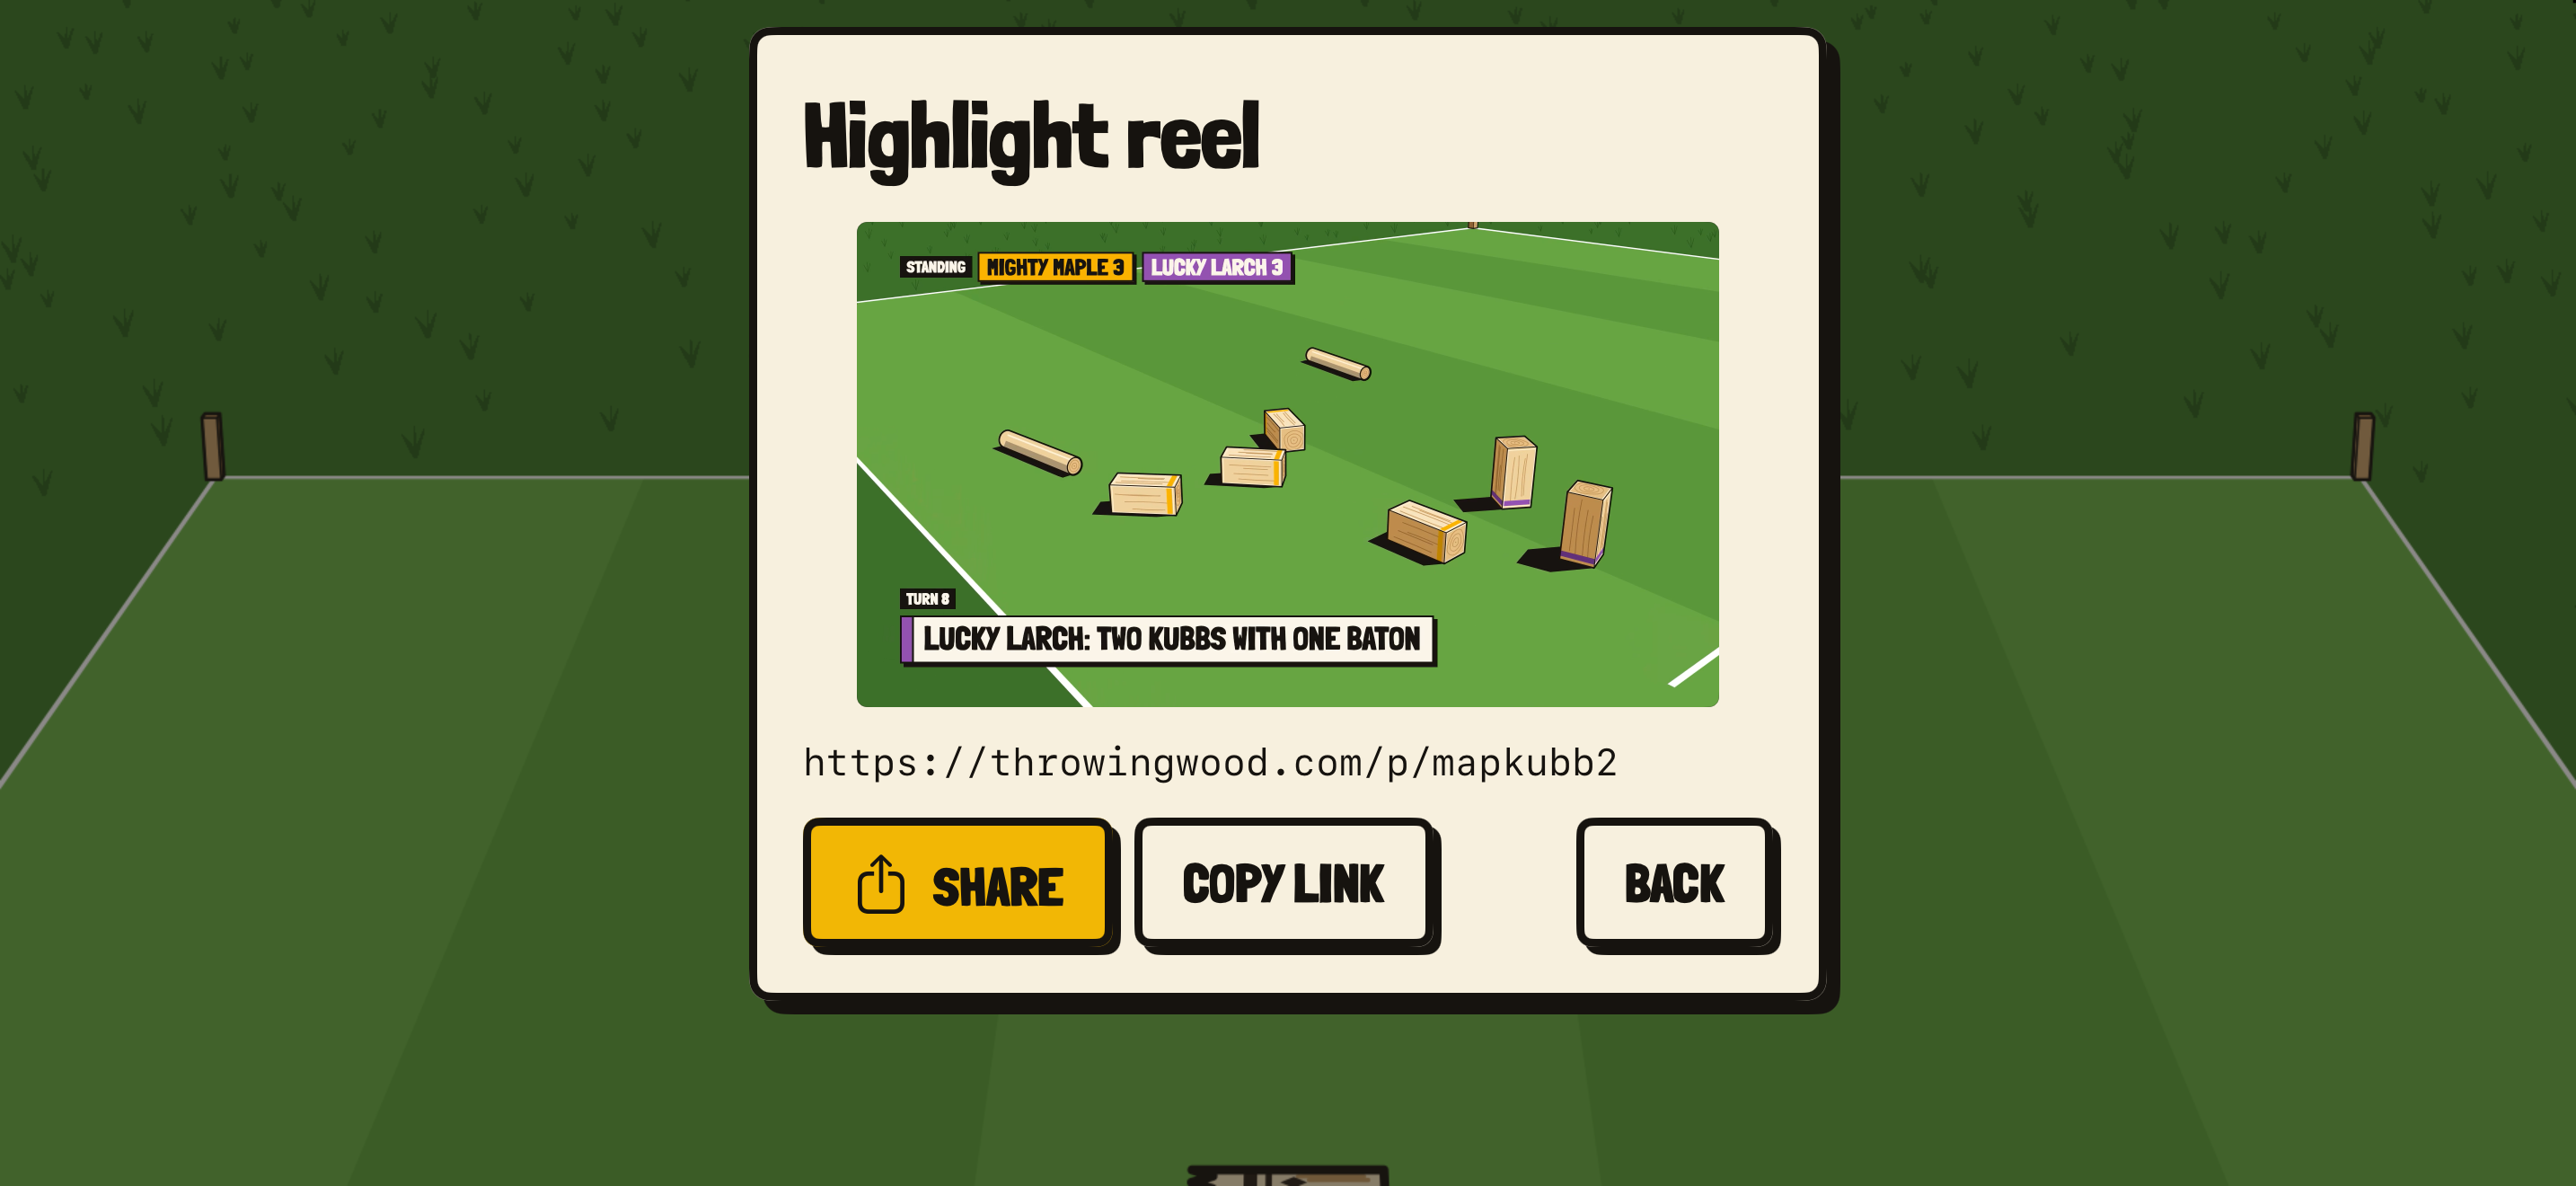 Highlight reel
STANDING MIGHTY MAPLE 3 LUCKY LARCH 3
TURN 8
LUCKY LARCH: TWO KUBBS WITH ONE BATON
https://throwingwood.com/p/mapkubb2
SHARE COPY LINK BACK